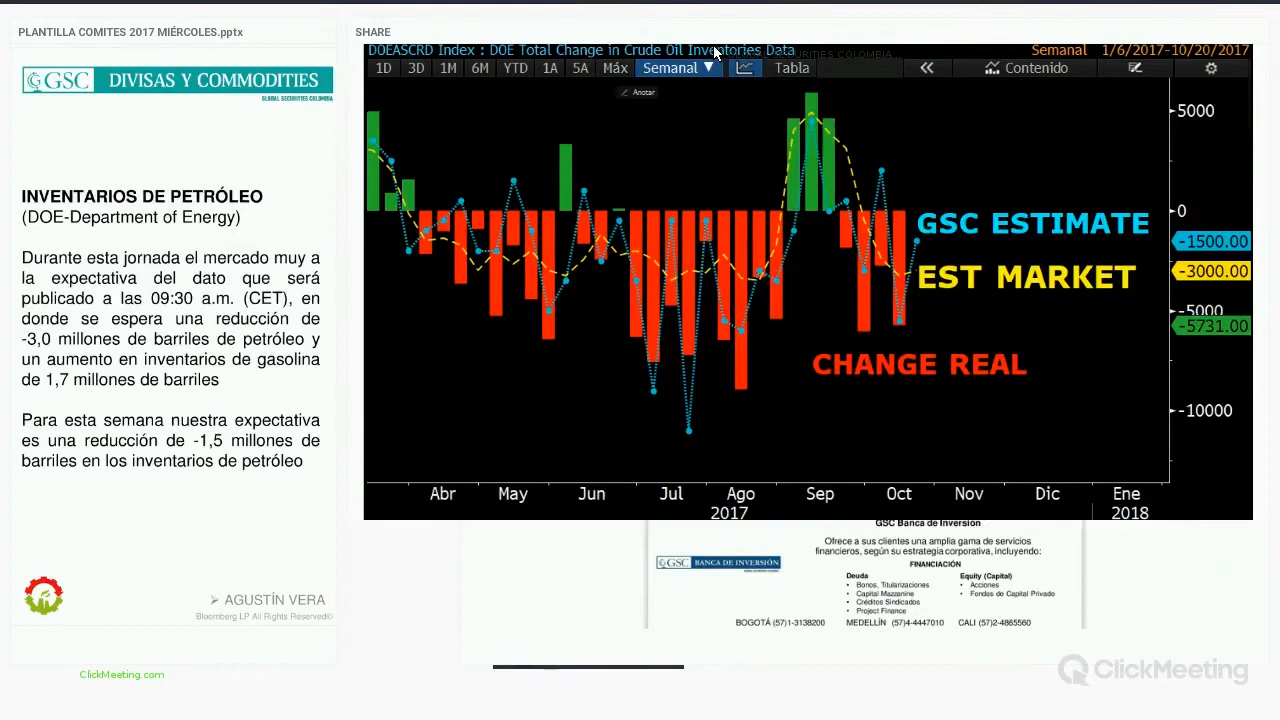 PLANTILLA COMITES 2017 MIÉRCOLES.pptx
GSC DIVISAS Y COMMODITIES
GLOBAL SECURITIES COLOMBIA
INVENTARIOS DE PETRÓLEO
(DOE-Department of Energy)
Durante esta jornada el mercado muy a
la expectativa del dato que será
publicado a las 09:30 a.m. (CET), en
donde se espera una reducción de
-3,0 millones de barriles de petróleo y
un aumento en inventarios de gasolina
de 1,7 millones de barriles
Para esta semana nuestra expectativa
es una reducción de -1,5 millones de
barriles en los inventarios de petróleo
➢ AGUSTÍN VERA
Bloomberg LP All Rights Reserved©
ClickMeeting.com
SHARE
DOEASCRD Index : DOE Total Change in Crude Oil Inventories Data
SECURITIES COLOMBIA
Semanal 1/6/2017-10/20/2017
1D 3D 1M 6M YTD 1A 5A Máx Semanal ▼ Tabla « Contenido
Anotar
5000
0
GSC ESTIMATE
-1500.00
EST MARKET
-3000.00
-5000
-5731.00
CHANGE REAL
-10000
Abr May Jun Jul Ago Sep Oct Nov Dic Ene
2017 2018
GSC Banca de Inversión
Ofrece a sus clientes una amplia gama de servicios
financieros, según su estrategia corporativa, incluyendo:
GSC BANCA DE INVERSIÓN
FINANCIACIÓN
Deuda Equity (Capital)
• Bonos, Titularizaciones • Acciones
• Capital Mazzanine • Fondos de Capital Privado
• Créditos Sindicados
• Project Finance
BOGOTÁ (57)1-3138200 MEDELLÍN (57)4-4447010 CALI (57)2-4865560
ClickMeeting